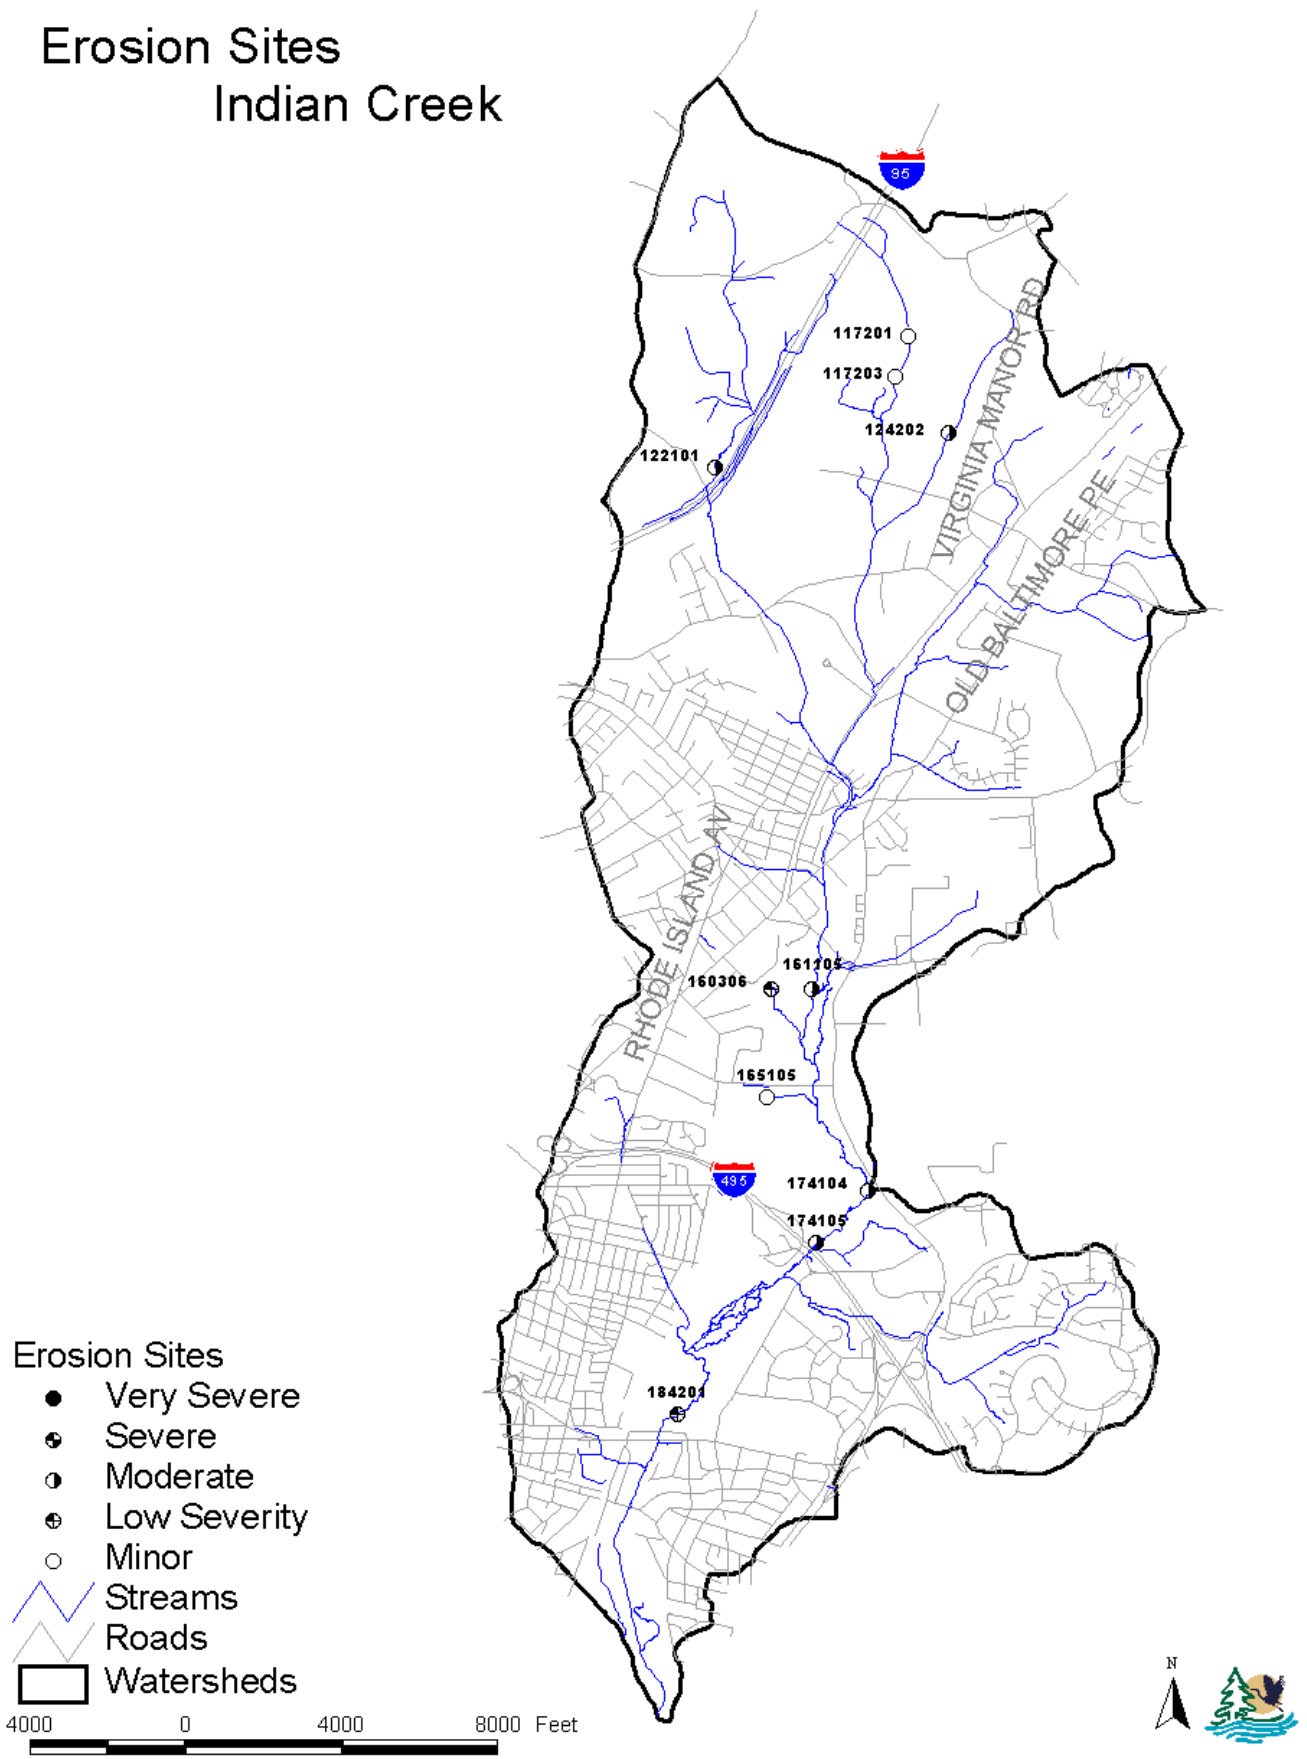 Erosion Sites
Indian Creek
95
117201
117203
124202
122101
VIRGINIA MANOR RD
OLD BALTIMORE PE
RHODE ISLAND AV
161105
160306
165105
495
174104
174105
184201
Erosion Sites
Very Severe
Severe
Moderate
Low Severity
Minor
Streams
Roads
Watersheds
4000 0 4000 8000 Feet
N